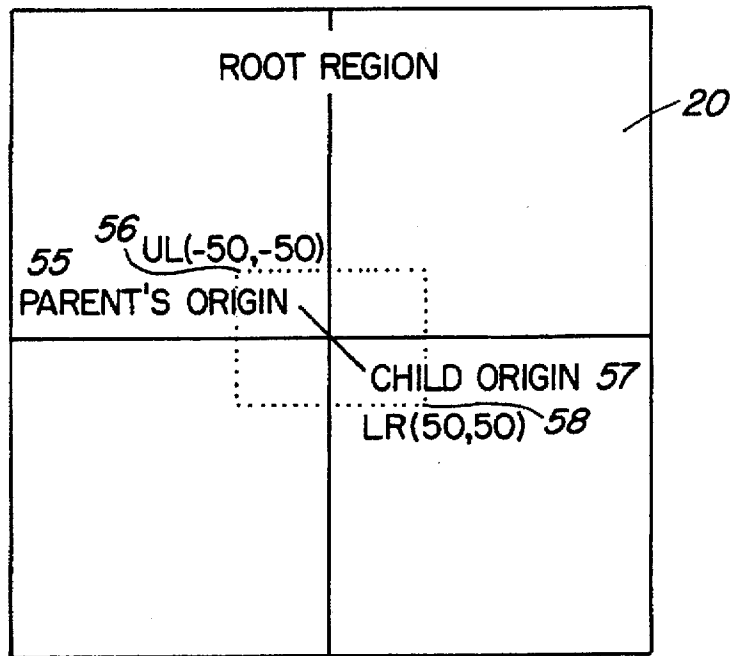 ROOT REGION
20
56 UL(-50,-50)
55
PARENT'S ORIGIN
CHILD ORIGIN 57
LR(50,50) 58